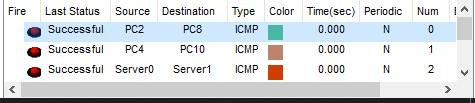 Fire Last Status Source Destination Type Color Time(sec) Periodic Num
Successful PC2 PC8 ICMP 0.000 N 0
Successful PC4 PC10 ICMP 0.000 N 1
Successful Server0 Server1 ICMP 0.000 N 2